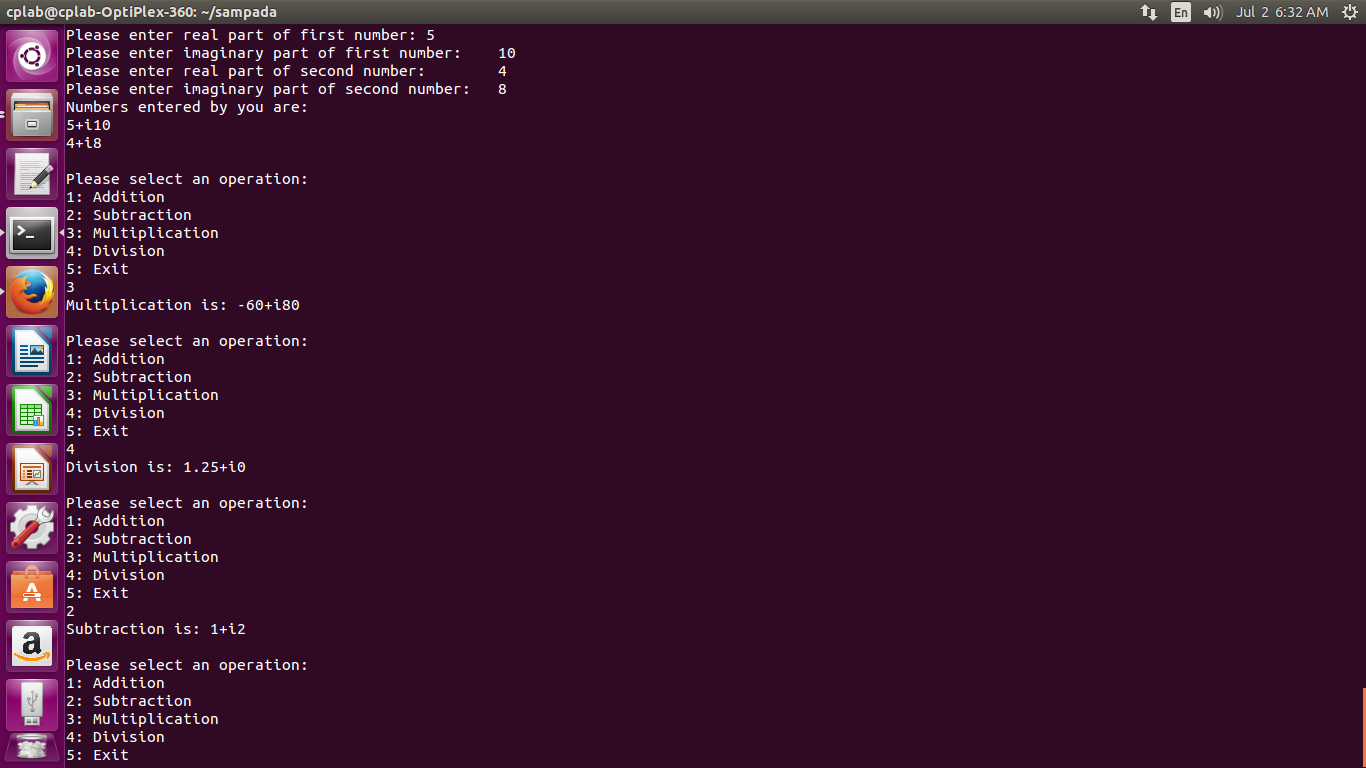 cplab@cplab-OptiPlex-360: ~/sampada
En
Jul 2 6:32 AM
Please enter real part of first number: 5
Please enter imaginary part of first number: 10
Please enter real part of second number: 4
Please enter imaginary part of second number: 8
Numbers entered by you are:
5+i10
4+i8
Please select an operation:
1: Addition
2: Subtraction
3: Multiplication
4: Division
5: Exit
3
Multiplication is: -60+i80
Please select an operation:
1: Addition
2: Subtraction
3: Multiplication
4: Division
5: Exit
4
Division is: 1.25+i0
Please select an operation:
1: Addition
2: Subtraction
3: Multiplication
4: Division
5: Exit
2
Subtraction is: 1+i2
Please select an operation:
1: Addition
2: Subtraction
3: Multiplication
4: Division
5: Exit